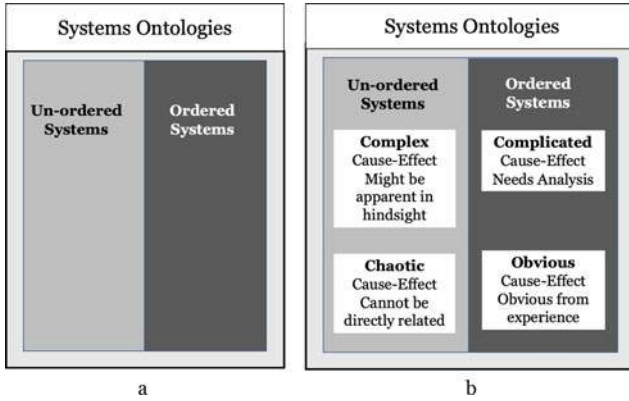 Systems Ontologies
Un-ordered
Systems
Ordered
Systems
a
Systems Ontologies
Un-ordered
Systems
Complex
Cause-Effect
Might be
apparent in
hindsight
Chaotic
Cause-Effect
Cannot be
directly related
Ordered
Systems
Complicated
Cause-Effect
Needs Analysis
Obvious
Cause-Effect
Obvious from
experience
b